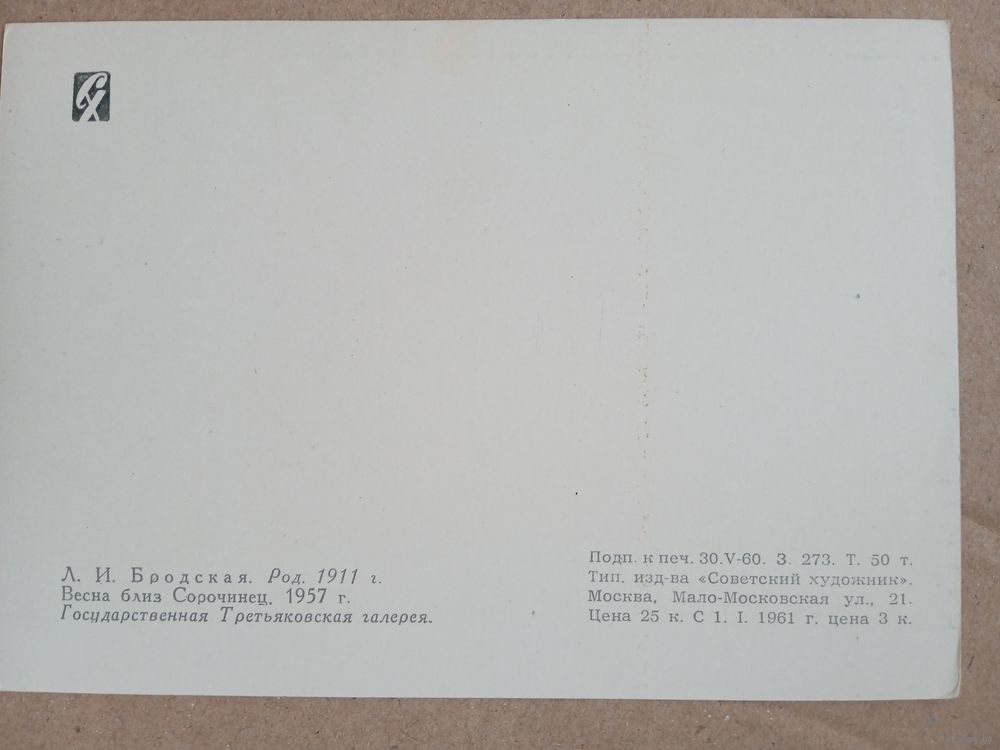 СХ
Л. И. Бродская. Род. 1911 г.
Весна близ Сорочинец. 1957 г.
Государственная Третьяковская галерея.
Подп. к печ. 30.V-60. З. 273. Т. 50 т.
Тип. изд-ва «Советский художник».
Москва, Мало-Московская ул., 21.
Цена 25 к. С 1. I. 1961 г. цена 3 к.